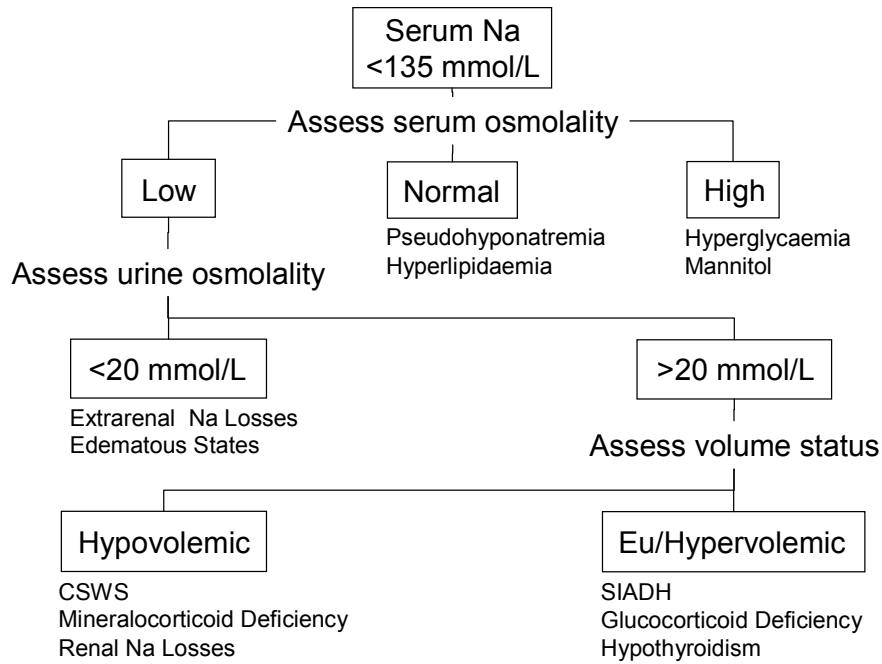 Serum Na
<135 mmol/L
Assess serum osmolality
Low
Normal
High
Pseudohyponatremia
Hyperlipidaemia
Hyperglycaemia
Mannitol
Assess urine osmolality
<20 mmol/L
>20 mmol/L
Extrarenal Na Losses
Edematous States
Assess volume status
Hypovolemic
Eu/Hypervolemic
CSWS
Mineralocorticoid Deficiency
Renal Na Losses
SIADH
Glucocorticoid Deficiency
Hypothyroidism